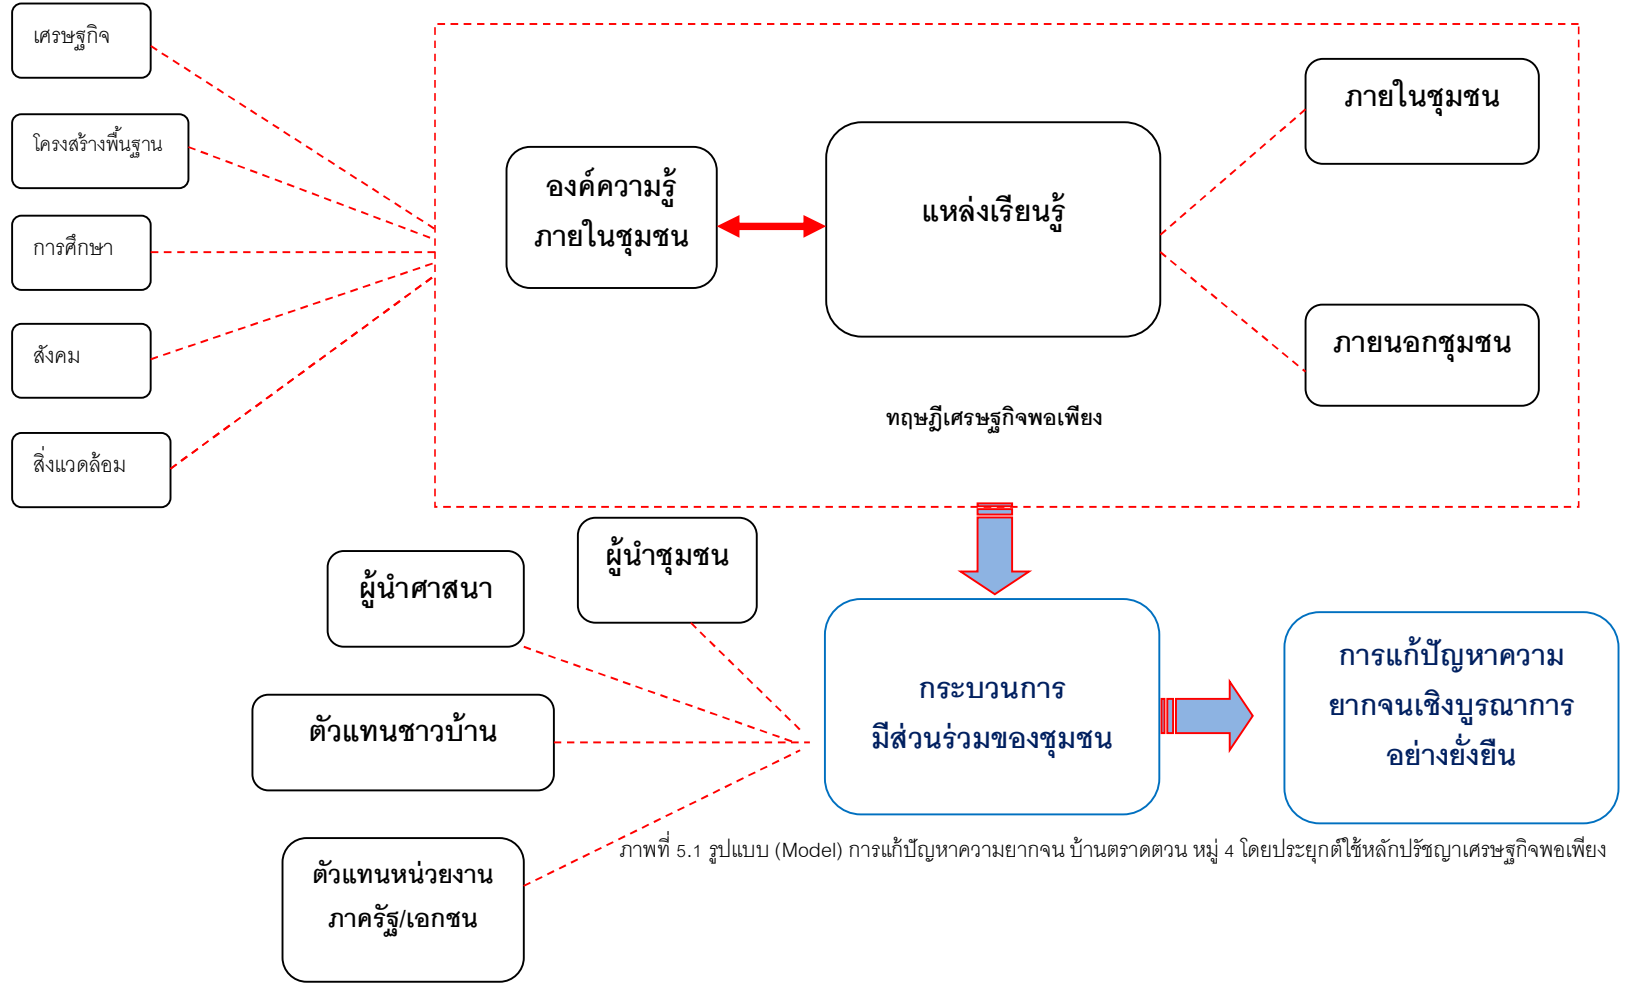 เศรษฐกิจ
โครงสร้างพื้นฐาน
การศึกษา
สังคม
สิ่งแวดล้อม
องค์ความรู้
ภายในชุมชน
แหล่งเรียนรู้
ภายในชุมชน
ภายนอกชุมชน
ทฤษฎีเศรษฐกิจพอเพียง
ผู้นำชุมชน
ผู้นำศาสนา
ตัวแทนชาวบ้าน
ตัวแทนหน่วยงาน
ภาครัฐ/เอกชน
กระบวนการ
มีส่วนร่วมของชุมชน
การแก้ปัญหาความ
ยากจนเชิงบูรณาการ
อย่างยั่งยืน
ภาพที่ 5.1 รูปแบบ (Model) การแก้ปัญหาความยากจน บ้านตราดตวน หมู่ 4 โดยประยุกต์ใช้หลักปรัชญาเศรษฐกิจพอเพียง